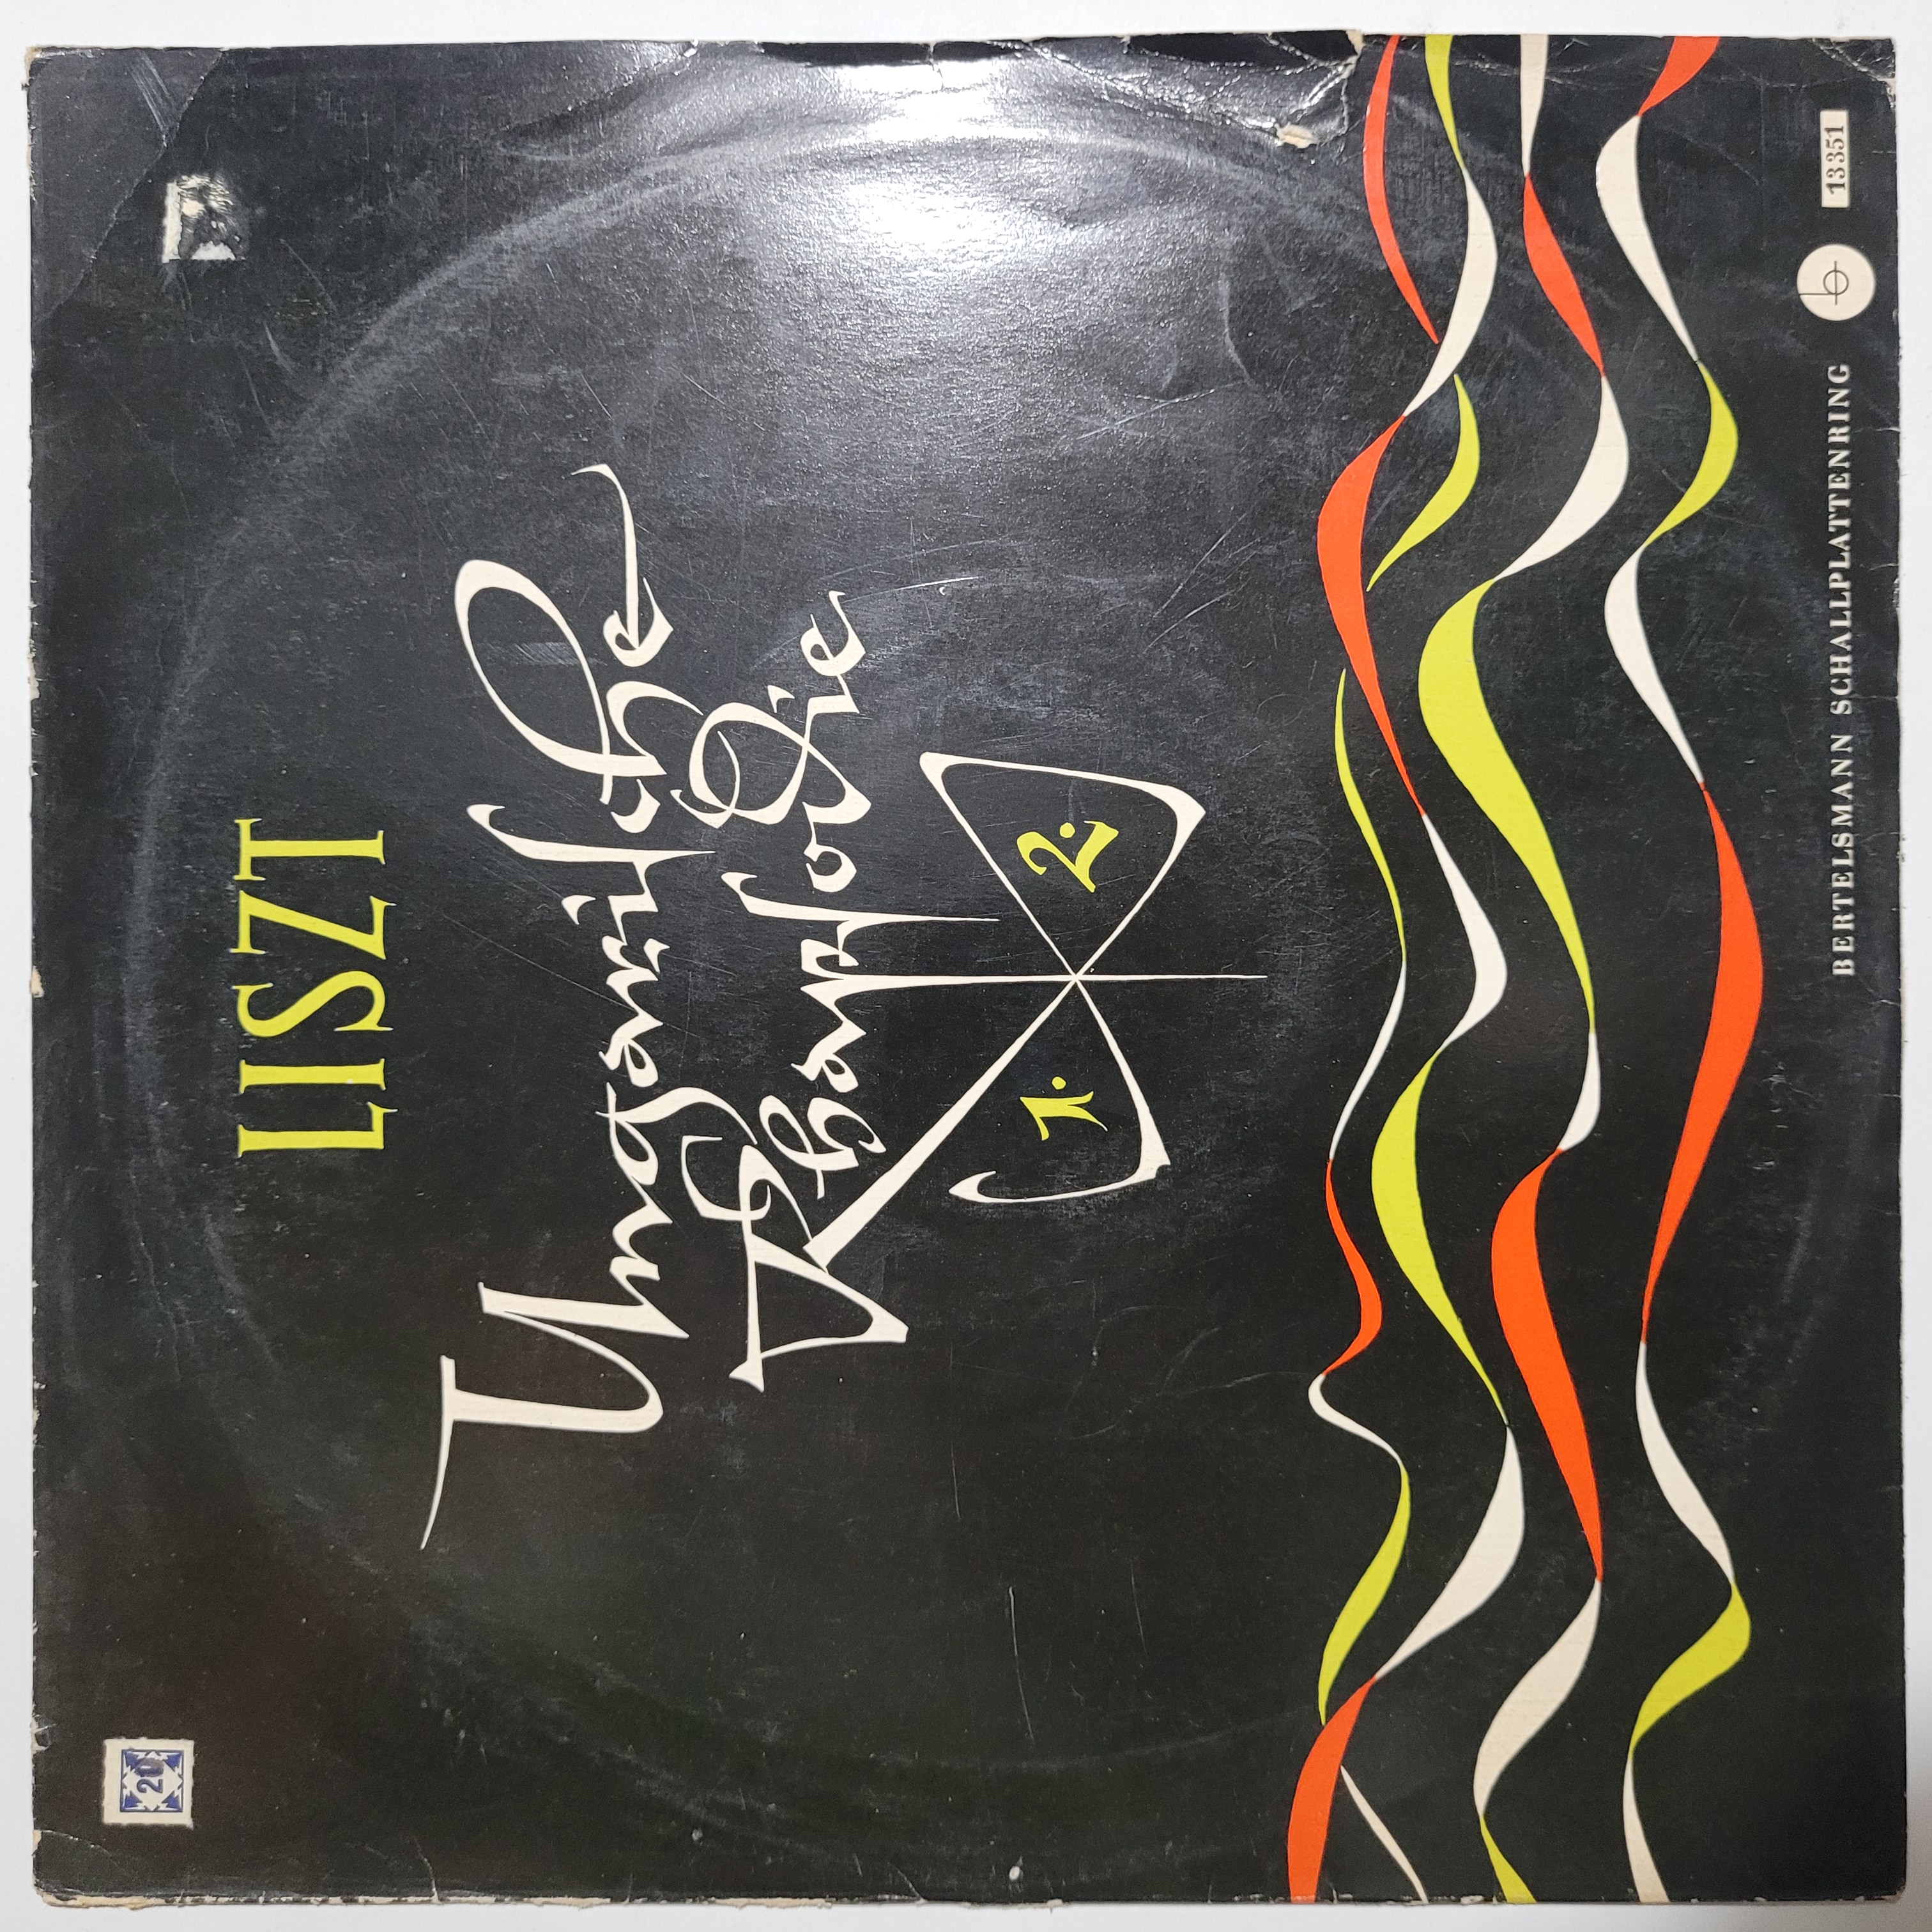 LISZT
Ungarische
Rhapsodie
1. 2.
BERTELSMANN SCHALLPLATTENRING
13351
20